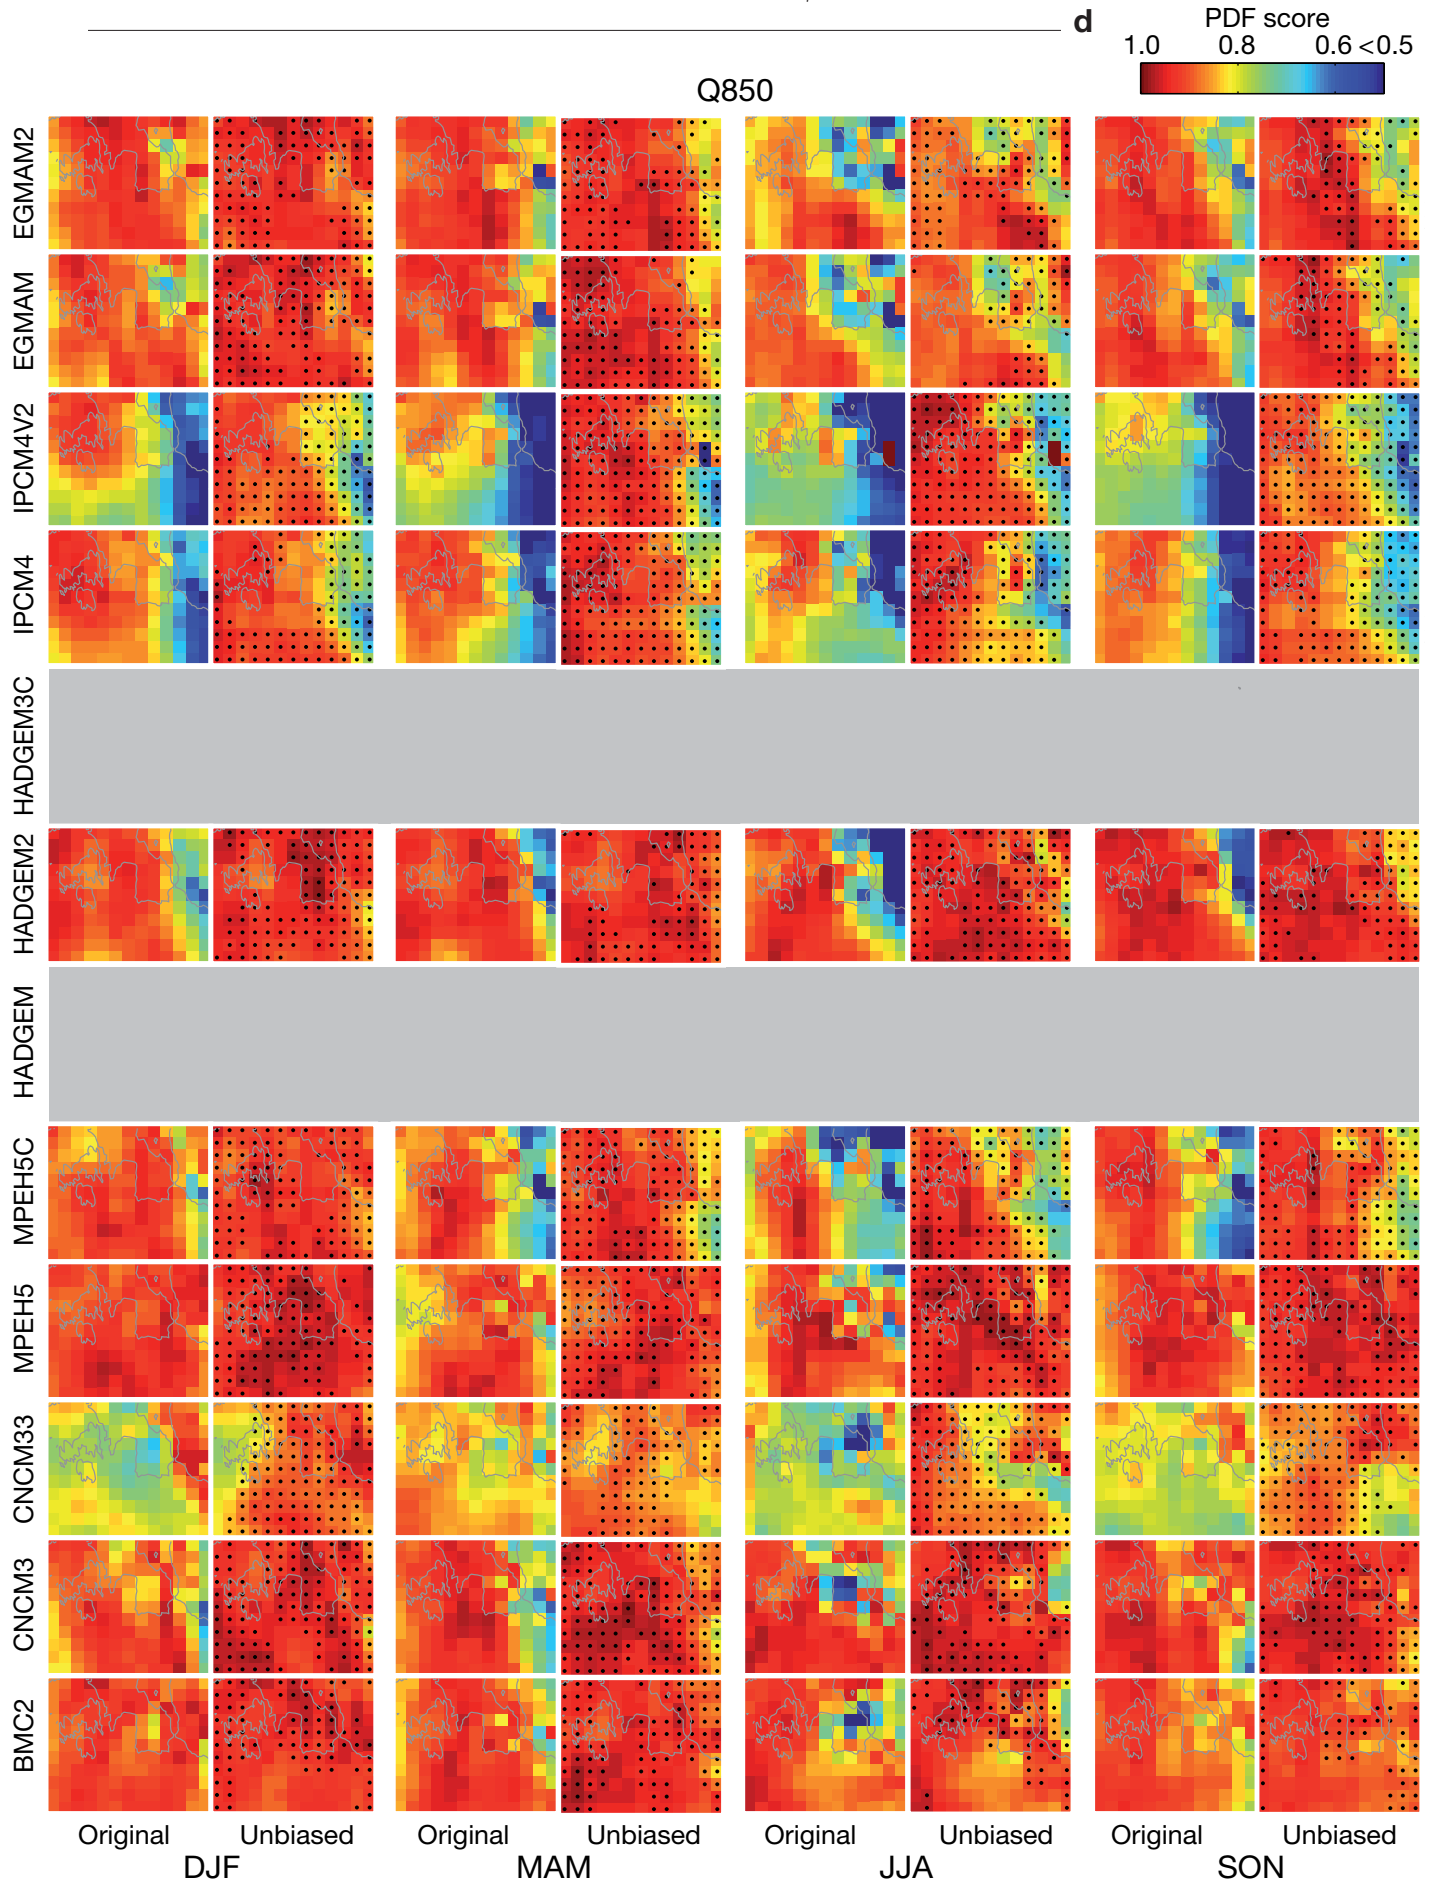 d
PDF score
1.0 0.8 0.6 <0.5
Q850
EGMAM2
EGMAM
IPCM4V2
IPCM4
HADGEM3C
HADGEM2
HADGEM
MPEH5C
MPEH5
CNCM33
CNCM3
BMC2
Original Unbiased Original Unbiased Original Unbiased Original Unbiased
DJF MAM JJA SON